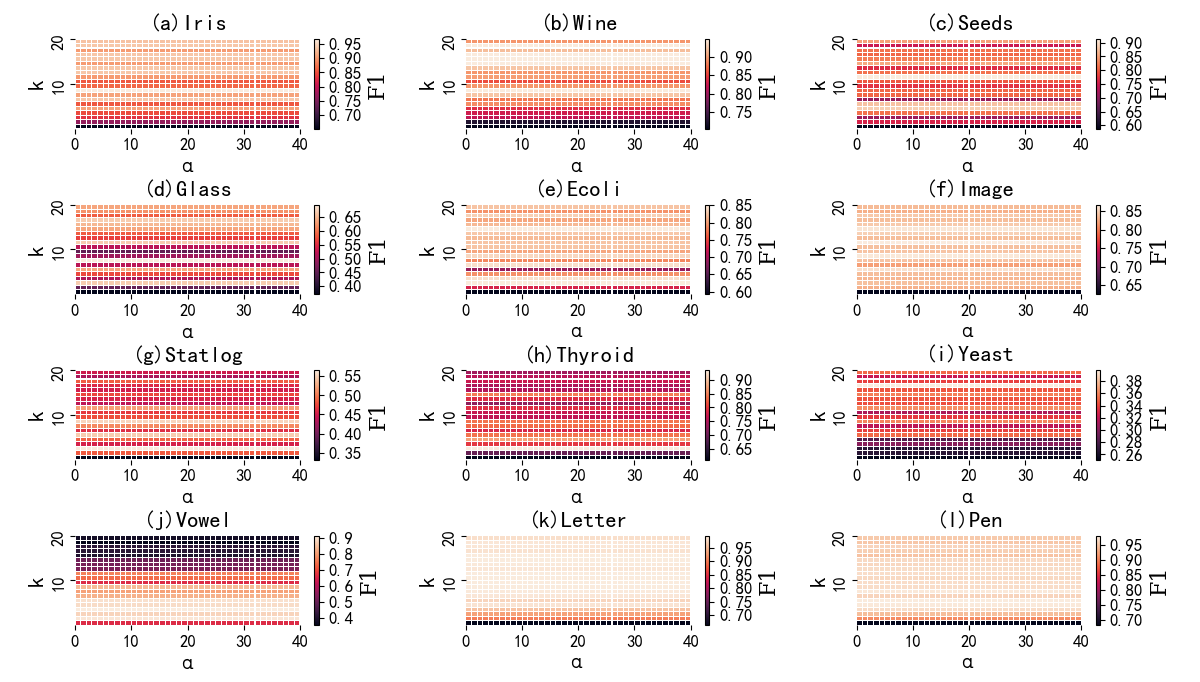 (a)Iris
20
10
k
0 10 20 30 40
α
0.95
0.90
0.85
0.80
0.75
0.70
F1
(b)Wine
20
10
k
0 10 20 30 40
α
0.90
0.85
0.80
0.75
F1
(c)Seeds
20
10
k
0 10 20 30 40
α
0.90
0.85
0.80
0.75
0.70
0.65
0.60
F1
(d)Glass
20
10
k
0 10 20 30 40
α
0.65
0.60
0.55
0.50
0.45
0.40
F1
(e)Ecoli
20
10
k
0 10 20 30 40
α
0.85
0.80
0.75
0.70
0.65
0.60
F1
(f)Image
20
10
k
0 10 20 30 40
α
0.85
0.80
0.75
0.70
0.65
F1
(g)Statlog
20
10
k
0 10 20 30 40
α
0.55
0.50
0.45
0.40
0.35
F1
(h)Thyroid
20
10
k
0 10 20 30 40
α
0.90
0.85
0.80
0.75
0.70
0.65
F1
(i)Yeast
20
10
k
0 10 20 30 40
α
0.38
0.36
0.34
0.32
0.30
0.28
0.26
F1
(j)Vowel
20
10
k
0 10 20 30 40
α
0.9
0.8
0.7
0.6
0.5
0.4
F1
(k)Letter
20
10
k
0 10 20 30 40
α
0.95
0.90
0.85
0.80
0.75
0.70
F1
(l)Pen
20
10
k
0 10 20 30 40
α
0.95
0.90
0.85
0.80
0.75
0.70
F1